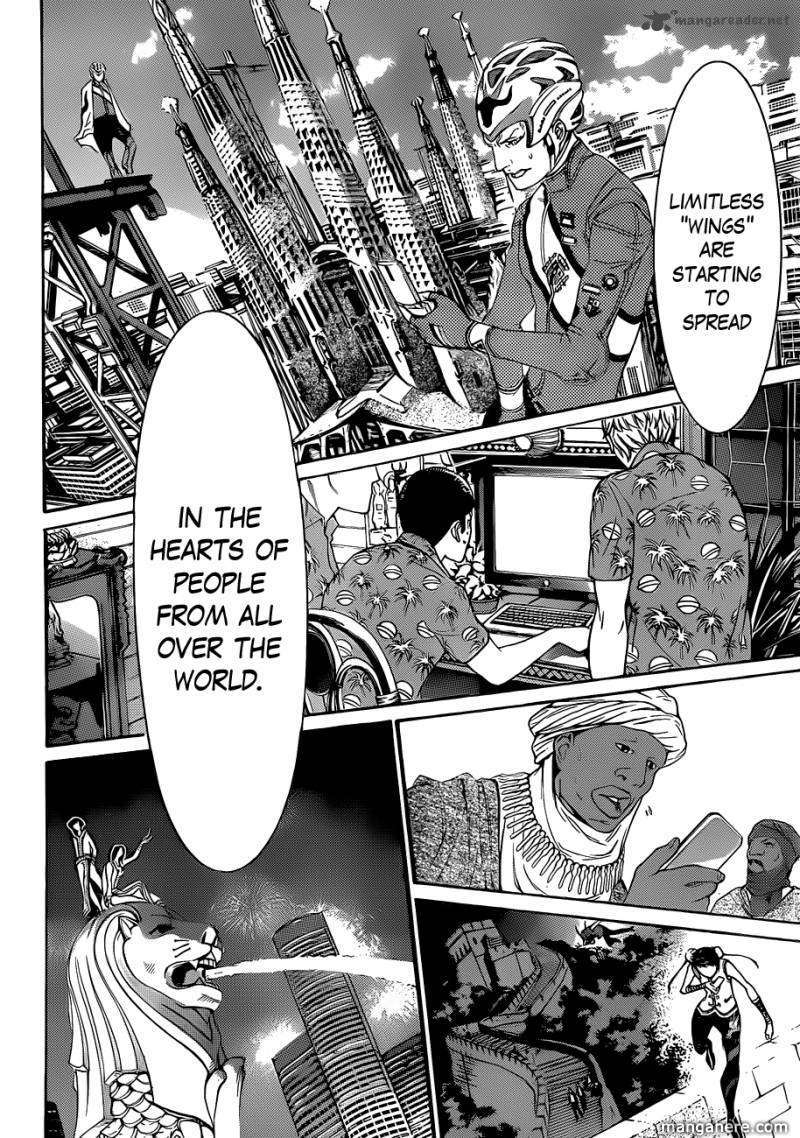 mangareader.net
LIMITLESS
"WINGS"
ARE
STARTING
TO
SPREAD
IN THE
HEARTS OF
PEOPLE
FROM ALL
OVER THE
WORLD.
mangahere.com